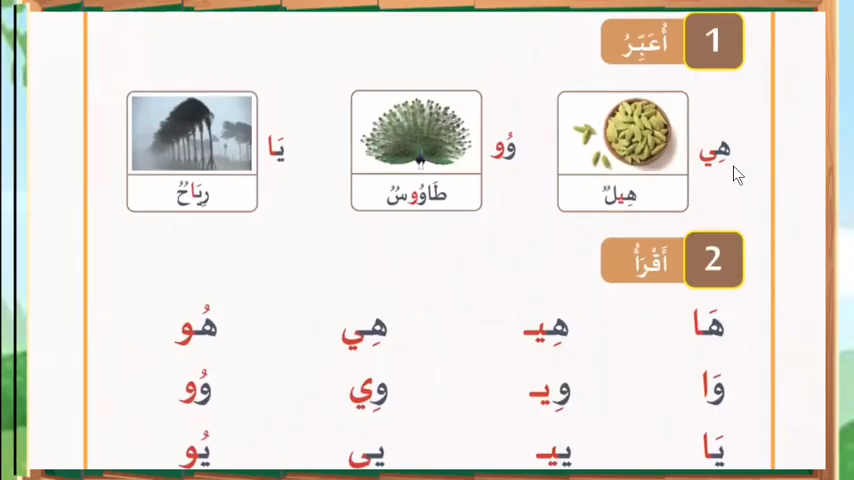 1 أُعَبِّرُ
هِي وُو يَا
هِيلٌ طَاوُوسٌ رِيَاحٌ
2 أَقْرَأُ
هَا هِيـ هِي هُو
وَا وِيـ وِي وُو
يَا يِيـ يِي يُو